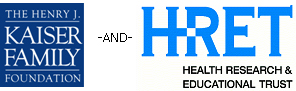 THE HENRY J.
KAISER
FAMILY
FOUNDATION
-AND-
HRET
HEALTH RESEARCH &
EDUCATIONAL TRUST